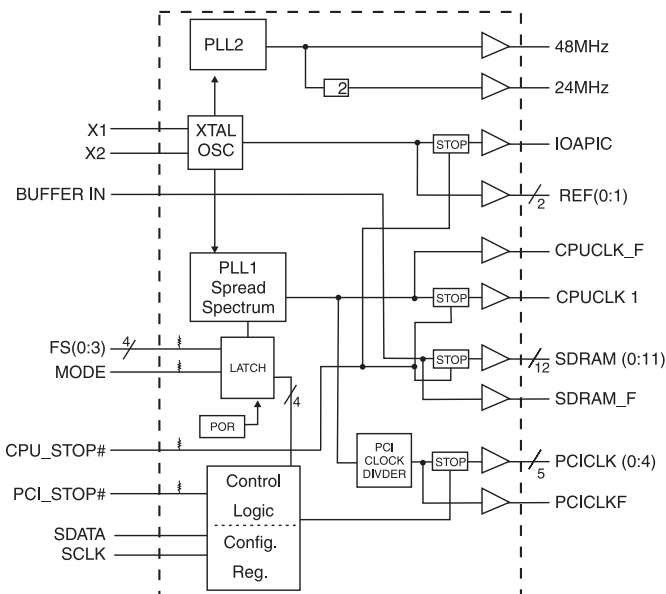 PLL2
48MHz
2
24MHz
X1
X2
XTAL
OSC
STOP
IOAPIC
BUFFER IN
2
REF(0:1)
PLL1
Spread
Spectrum
CPUCLK_F
STOP
CPUCLK 1
FS(0:3)
4
MODE
LATCH
4
STOP
12
SDRAM (0:11)
SDRAM_F
POR
CPU_STOP#
PCI
CLOCK
DIVDER
STOP
5
PCICLK (0:4)
PCICLKF
PCI_STOP#
SDATA
SCLK
Control
Logic
Config.
Reg.